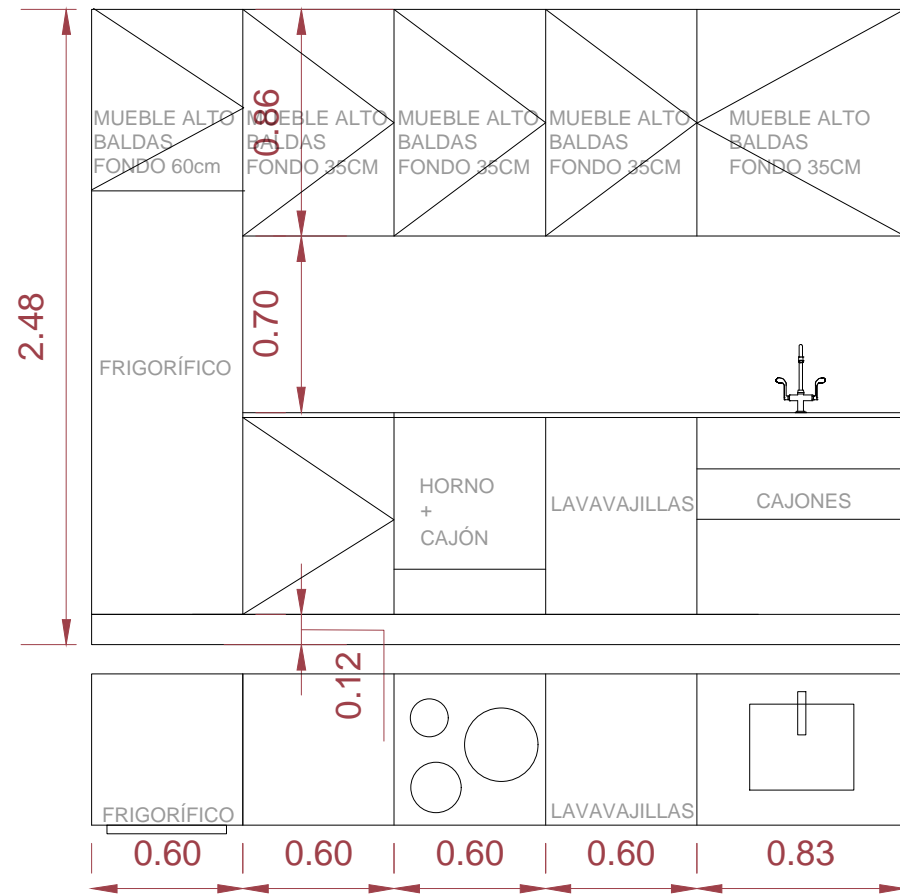 MUEBLE ALTO
BALDAS
FONDO 60cm
MUEBLE ALTO
BALDAS
FONDO 35CM
MUEBLE ALTO
BALDAS
FONDO 35CM
MUEBLE ALTO
BALDAS
FONDO 35CM
MUEBLE ALTO
BALDAS
FONDO 35CM
0.86
2.48
0.70
FRIGORÍFICO
HORNO
+
CAJÓN
LAVAVAJILLAS
CAJONES
0.12
FRIGORÍFICO
LAVAVAJILLAS
0.60
0.60
0.60
0.60
0.83